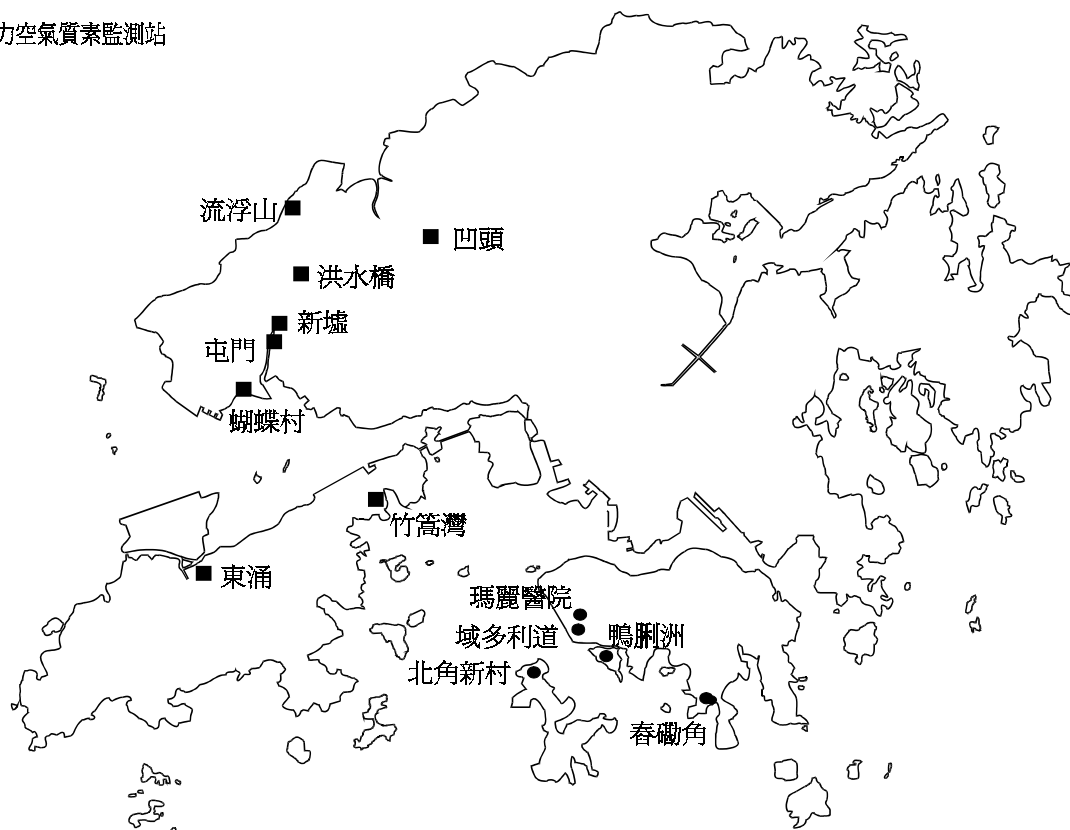 力空氣質素監測站
流浮山
凹頭
洪水橋
新墟
屯門
蝴蝶村
竹篙灣
東涌
瑪麗醫院
域多利道
鴨脷洲
北角新村
舂磡角